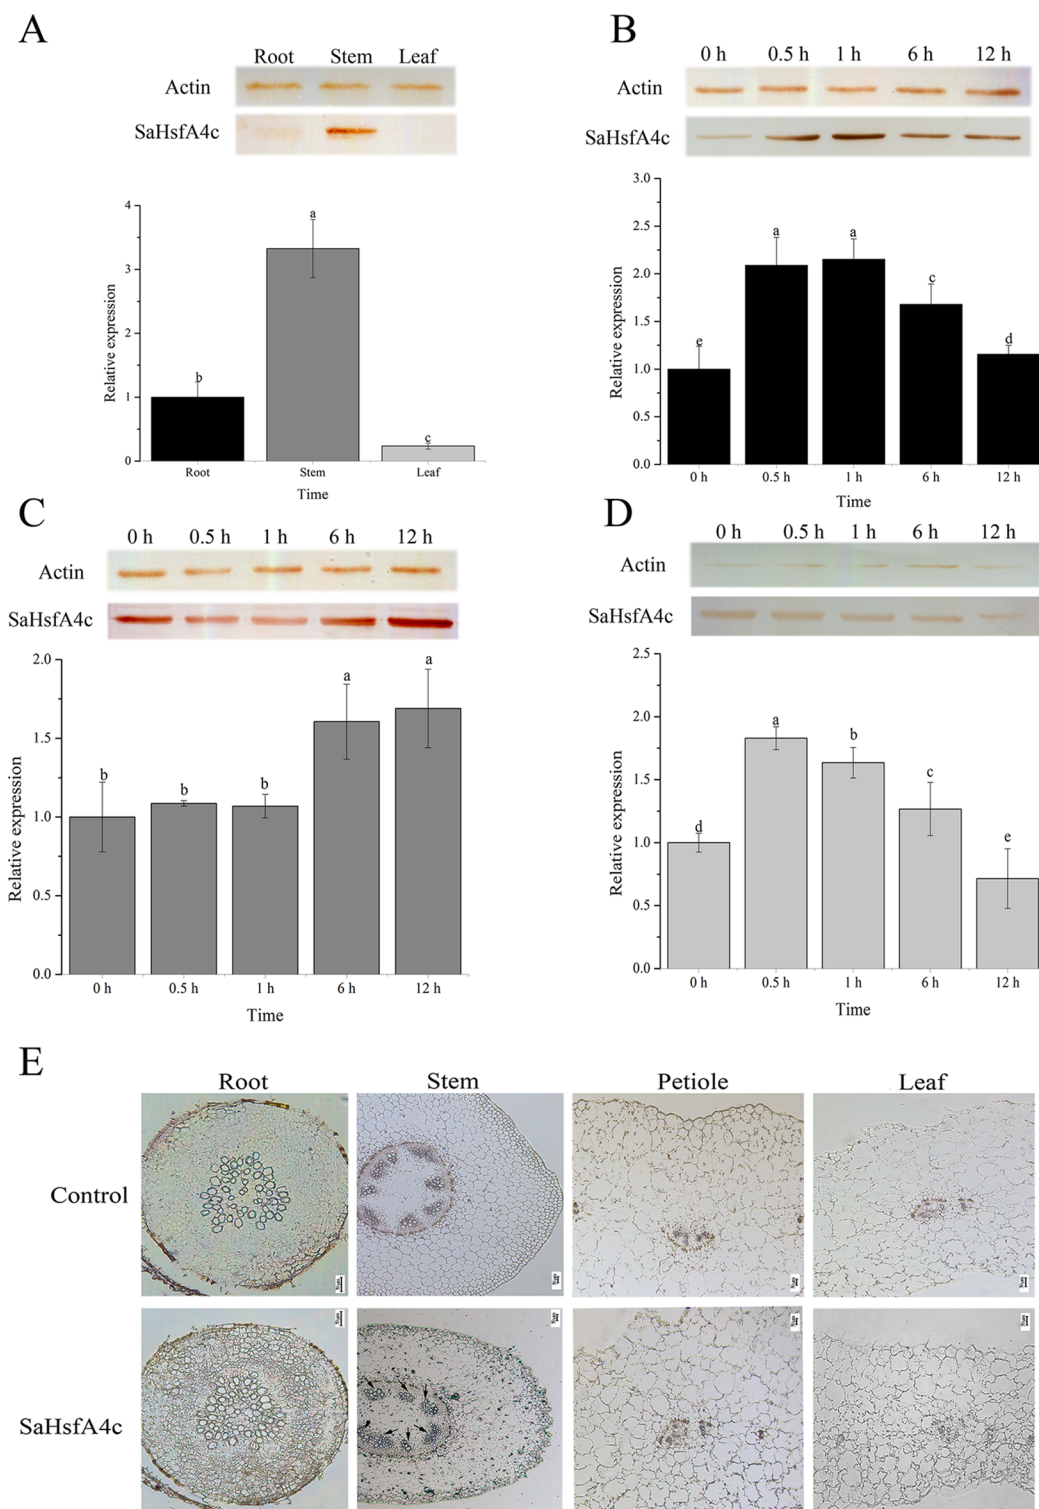 A
Root Stem Leaf
Actin
SaHsfA4c
4
3
2
1
0
a
b
c
Relative expression
Root Stem Leaf
Time
B
0 h 0.5 h 1 h 6 h 12 h
Actin
SaHsfA4c
3.0
2.5
2.0
1.5
1.0
0.5
0.0
e a a c d
Relative expression
0 h 0.5 h 1 h 6 h 12 h
Time
C
0 h 0.5 h 1 h 6 h 12 h
Actin
SaHsfA4c
2.0
1.5
1.0
0.5
0.0
b b b a a
Relative expression
0 h 0.5 h 1 h 6 h 12 h
Time
D
0 h 0.5 h 1 h 6 h 12 h
Actin
SaHsfA4c
2.5
2.0
1.5
1.0
0.5
0.0
d a b c e
Relative expression
0 h 0.5 h 1 h 6 h 12 h
Time
E
Root Stem Petiole Leaf
Control
SaHsfA4c